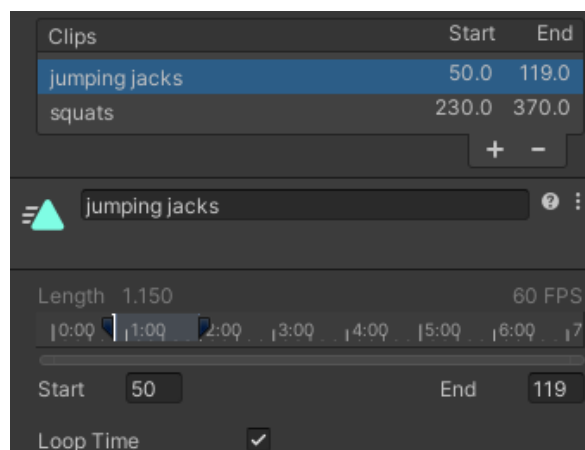 Clips Start End
jumping jacks 50.0 119.0
squats 230.0 370.0
+ −
jumping jacks
Length 1.150 60 FPS
0:00 1:00 2:00 3:00 4:00 5:00 6:00 7
Start 50 End 119
Loop Time